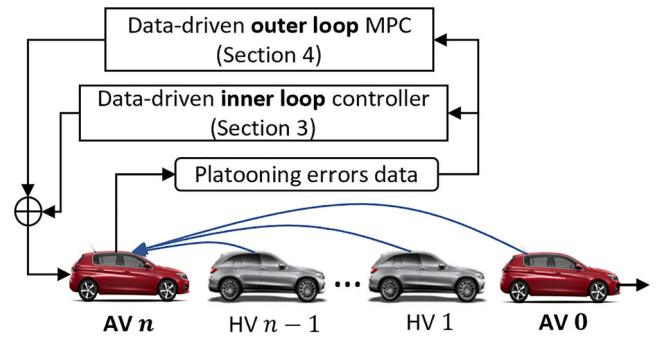 Data-driven outer loop MPC
(Section 4)
Data-driven inner loop controller
(Section 3)
Platooning errors data
AV n
HV n − 1
HV 1
AV 0